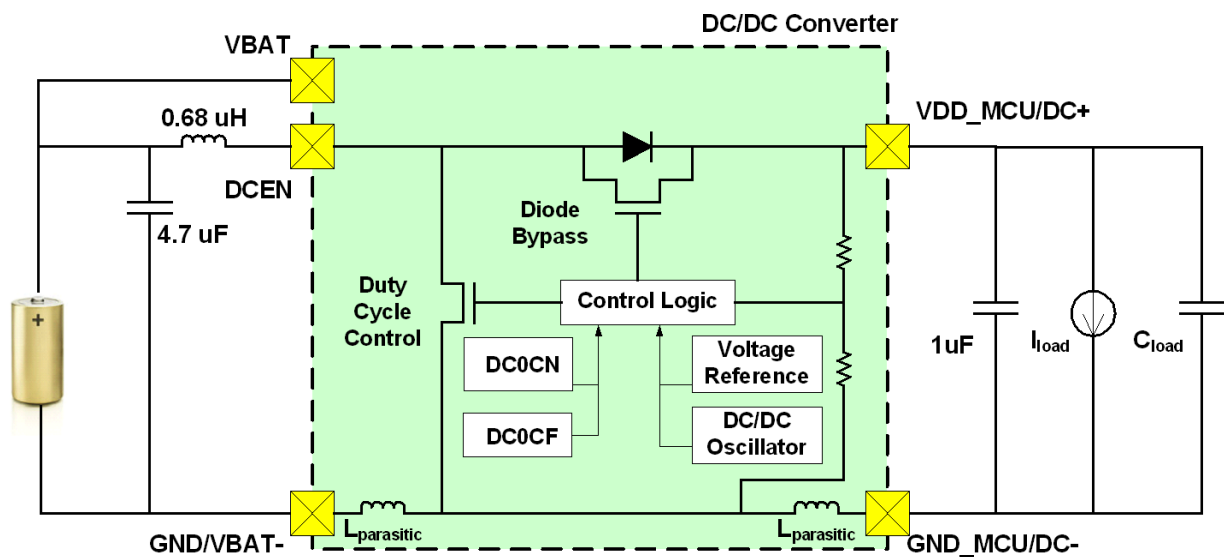 DC/DC Converter
VBAT
0.68 uH
DCEN
4.7 uF
+
VDD_MCU/DC+
Diode
Bypass
Duty
Cycle
Control
Control Logic
DC0CN
DC0CF
Voltage
Reference
DC/DC
Oscillator
1uF
Iload
Cload
Lparasitic
Lparasitic
GND/VBAT-
GND_MCU/DC-